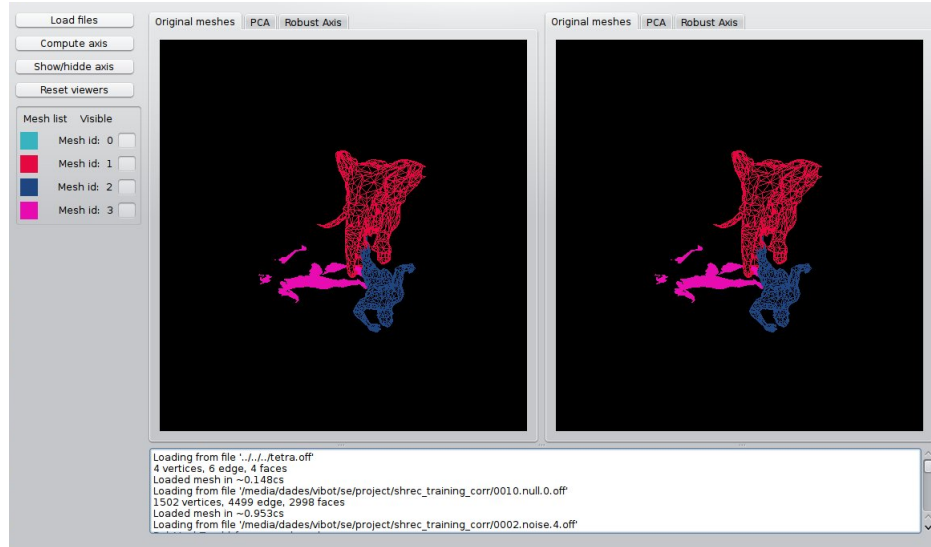 Load files
Compute axis
Show/hidde axis
Reset viewers
Mesh list Visible
Mesh id: 0
Mesh id: 1
Mesh id: 2
Mesh id: 3
Original meshes PCA Robust Axis
Original meshes PCA Robust Axis
Loading from file '../../../tetra.off'
4 vertices, 6 edge, 4 faces
Loaded mesh in ~0.148cs
Loading from file '/media/dades/vibot/se/project/shrec_training_corr/0010.null.0.off'
1502 vertices, 4499 edge, 2998 faces
Loaded mesh in ~0.953cs
Loading from file '/media/dades/vibot/se/project/shrec_training_corr/0002.noise.4.off'